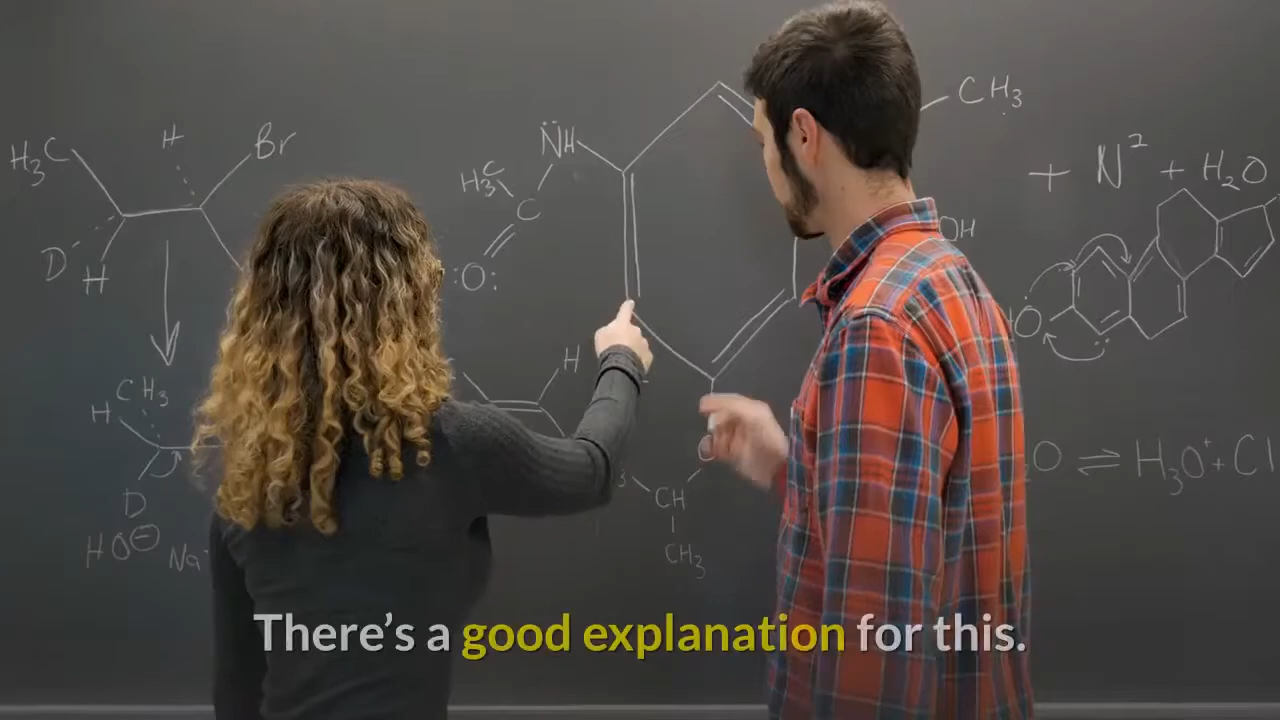 H₃C
H
Br
D
H
CH₃
H
D
HO⊖
Na
N̈H
H₃C
C
:Ö:
H
CH
CH₃
CH₃
OH
+ N² + H₂O
O
O ⇌ H₃O⁺ + Cl
There’s a good explanation for this.